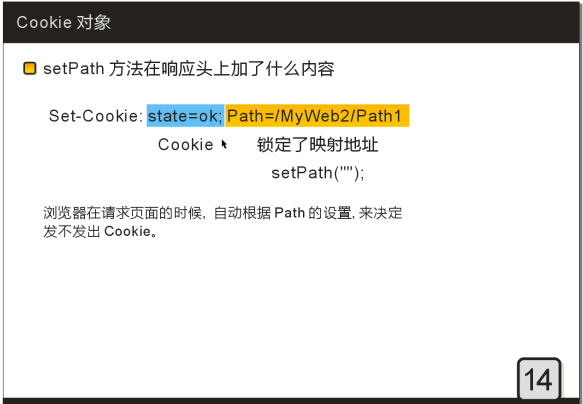 Cookie 对象
setPath 方法在响应头上加了什么内容
Set-Cookie: state=ok; Path=/MyWeb2/Path1
Cookie 锁定了映射地址
setPath("");
浏览器在请求页面的时候, 自动根据 Path 的设置, 来决定
发不发出 Cookie。
14